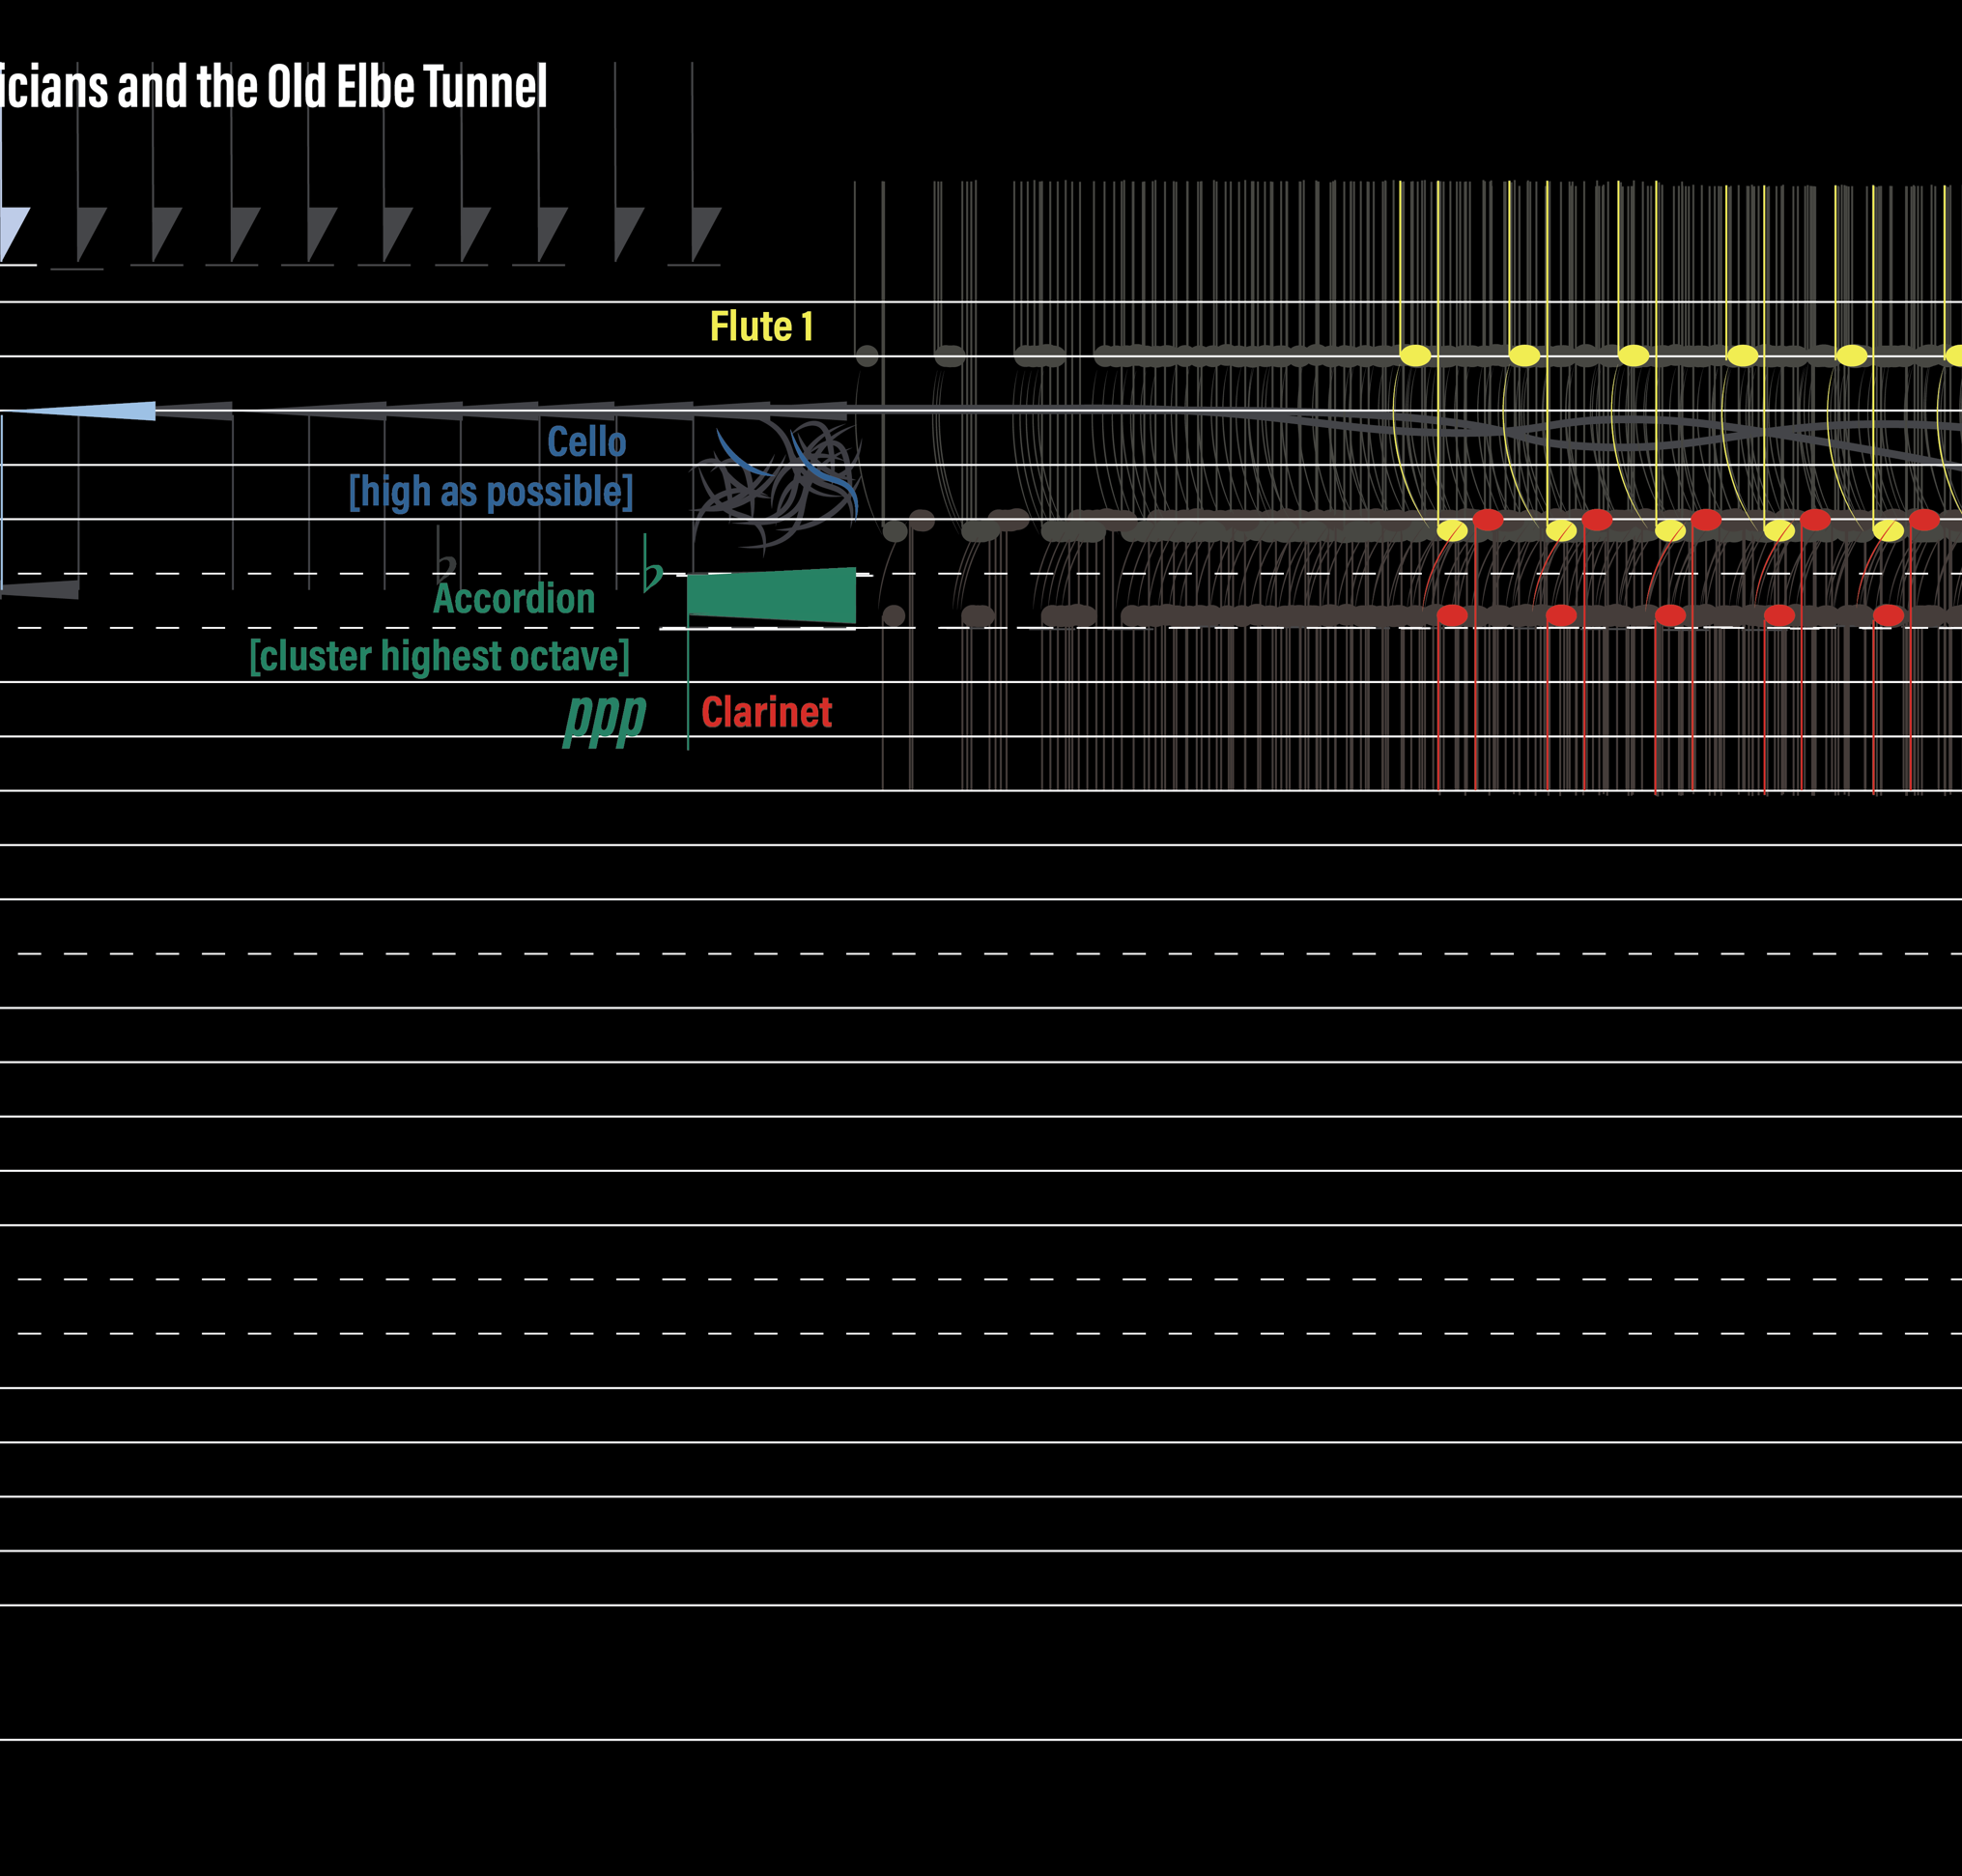 icians and the Old Elbe Tunnel
Flute 1
Cello
[high as possible]
Accordion
[cluster highest octave]
ppp
Clarinet